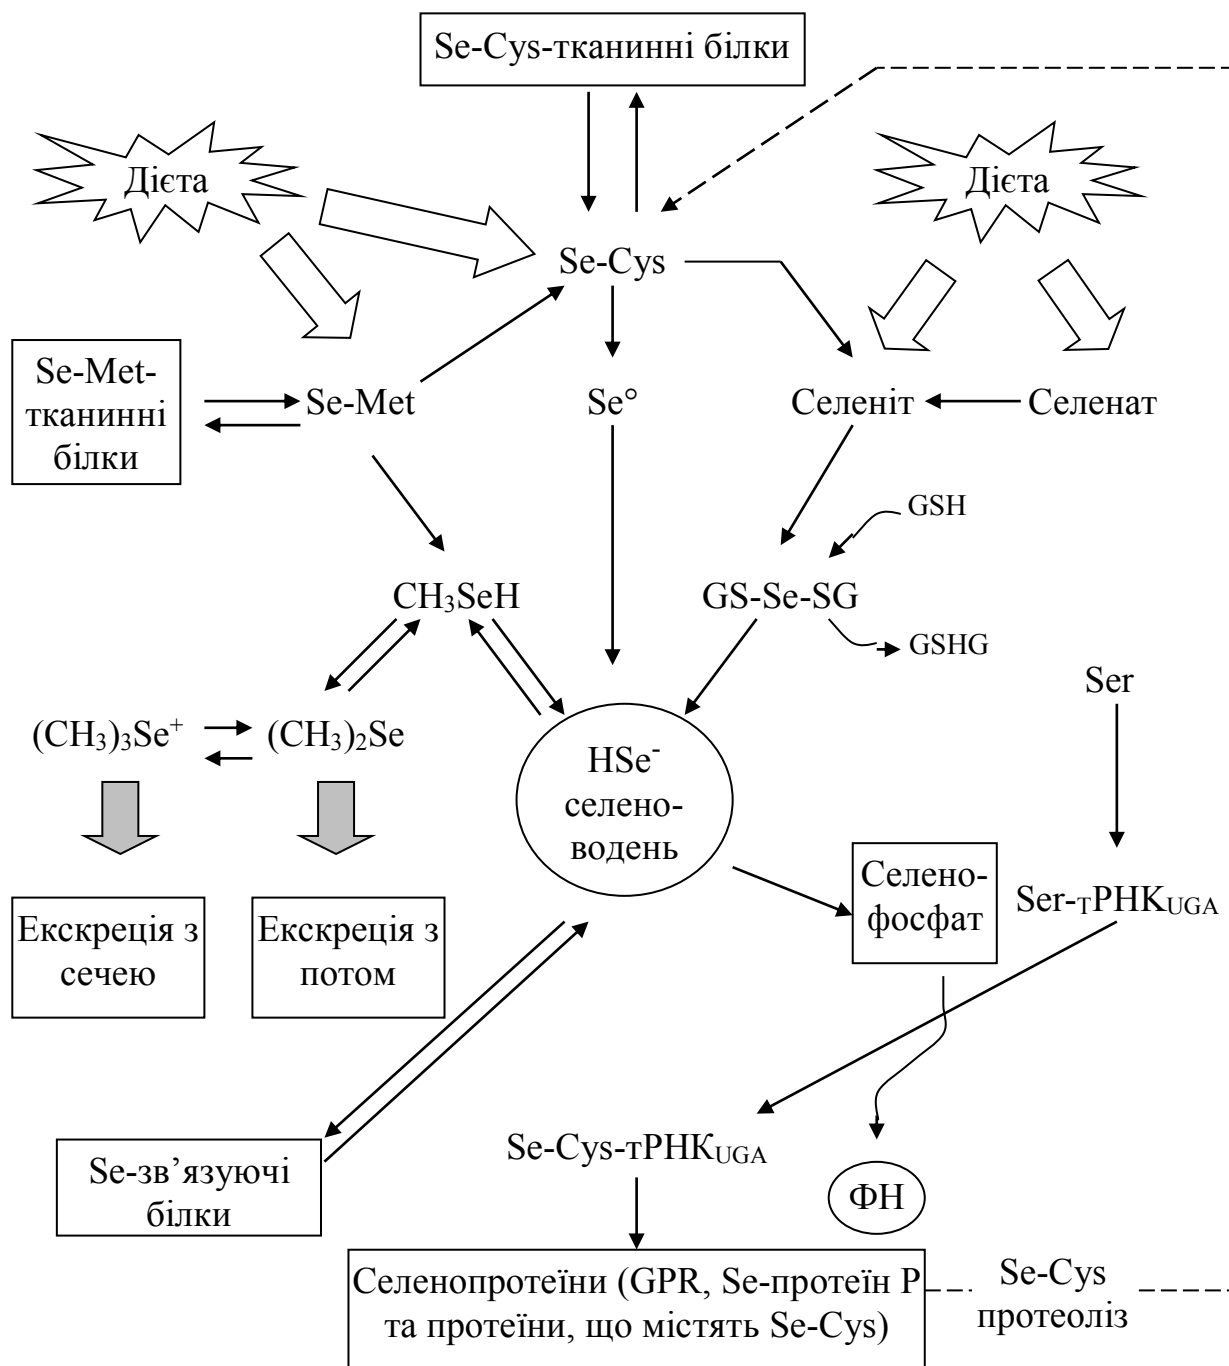 Se-Cys-тканинні білки
Дієта
Дієта
Se-Cys
Se-Met-
тканинні
білки
Se-Met
Se°
Селеніт
Селенат
GSH
CH₃SeH
GS-Se-SG
GSHG
Ser
(CH₃)₃Se⁺
(CH₃)₂Se
HSe⁻
селено-
водень
Селено-
фосфат
Ser-тРНК_UGA
Екскреція з
сечею
Екскреція з
потом
Se-Cys-тРНК_UGA
Se-зв’язуючі
білки
ФН
Селенопротеїни (GPR, Se-протеїн P
та протеїни, що містять Se-Cys)
Se-Cys
протеоліз